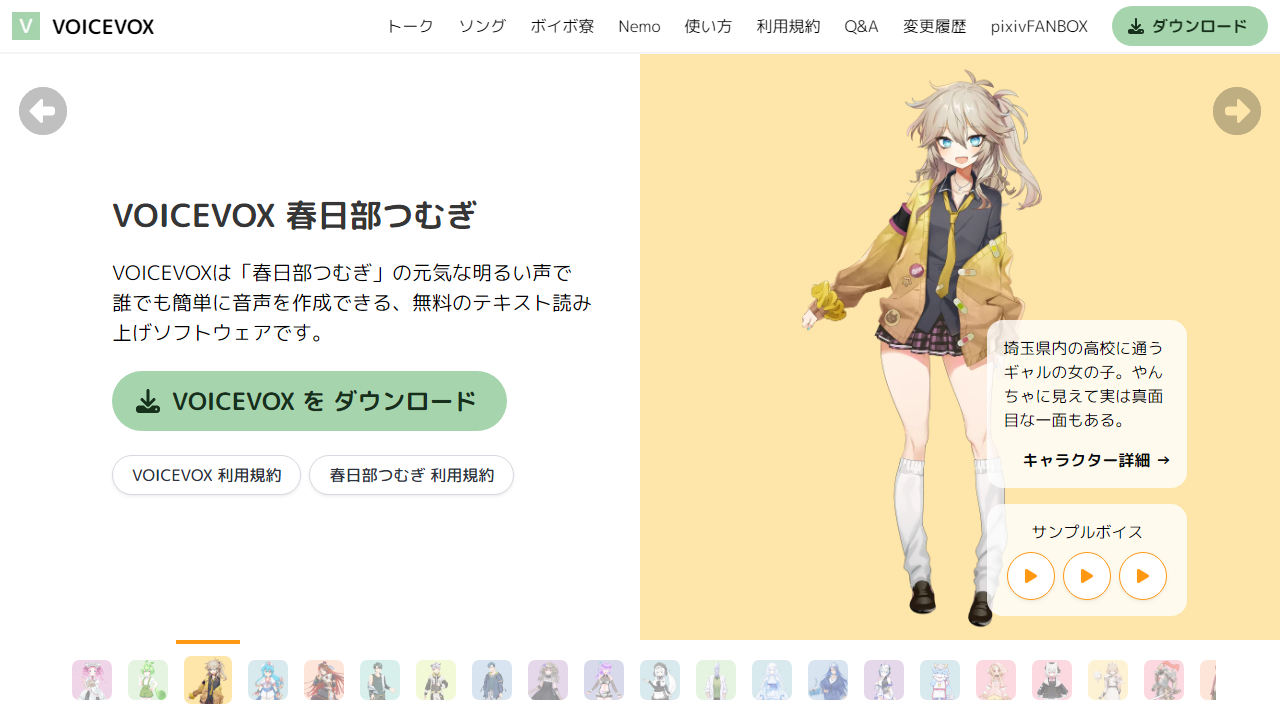 V VOICEVOX
トーク ソング ボイボ寮 Nemo 使い方 利用規約 Q&A 変更履歴 pixivFANBOX ダウンロード
VOICEVOX 春日部つむぎ
VOICEVOXは「春日部つむぎ」の元気な明るい声で
誰でも簡単に音声を作成できる、無料のテキスト読み
上げソフトウェアです。
VOICEVOX を ダウンロード
VOICEVOX 利用規約 春日部つむぎ 利用規約
埼玉県内の高校に通う
ギャルの女の子。やん
ちゃに見えて実は真面
目な一面もある。
キャラクター詳細 →
サンプルボイス